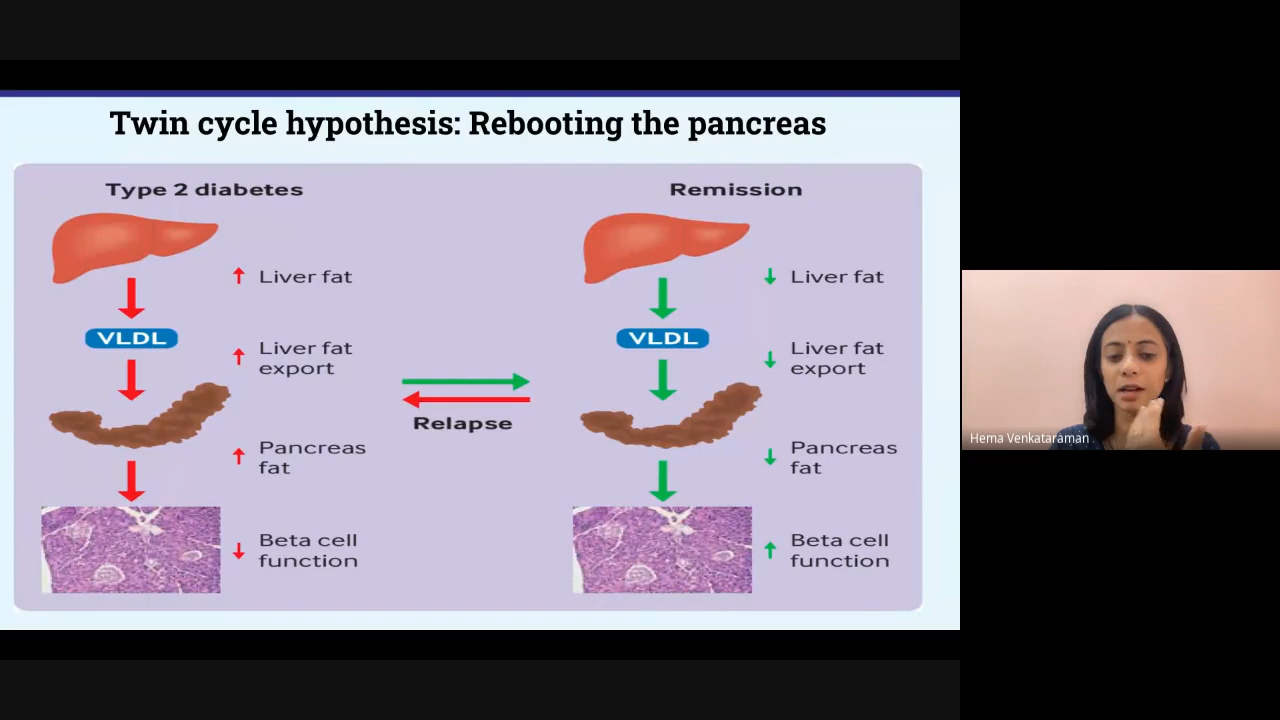 Twin cycle hypothesis: Rebooting the pancreas
Type 2 diabetes
Liver fat
VLDL
Liver fat
export
Pancreas
fat
Beta cell
function
Relapse
Remission
Liver fat
VLDL
Liver fat
export
Pancreas
fat
Beta cell
function
Hema Venkataraman